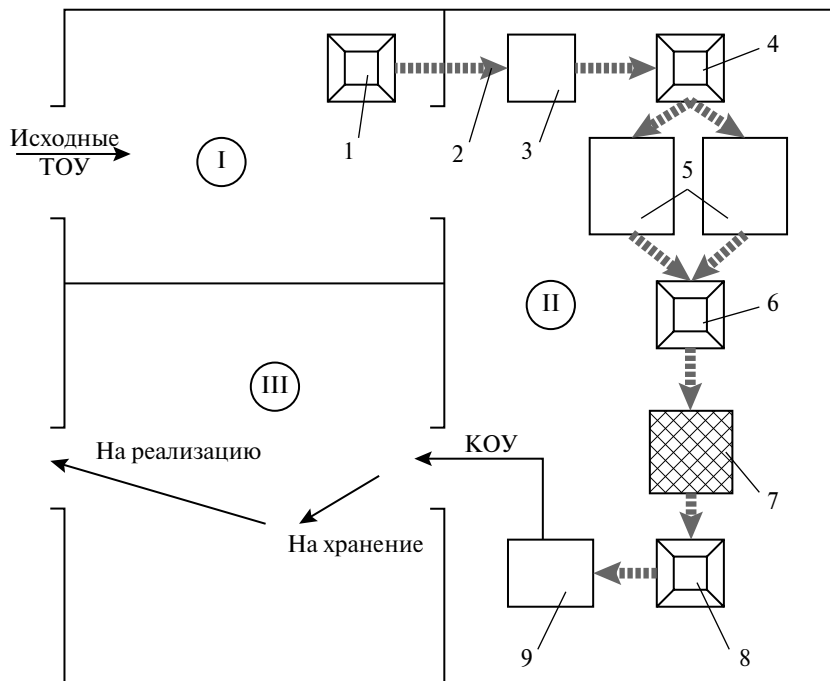 4
Исходные
ТОУ
I
1
2
3
5
II
6
III
На реализацию
КОУ
7
На хранение
9
8